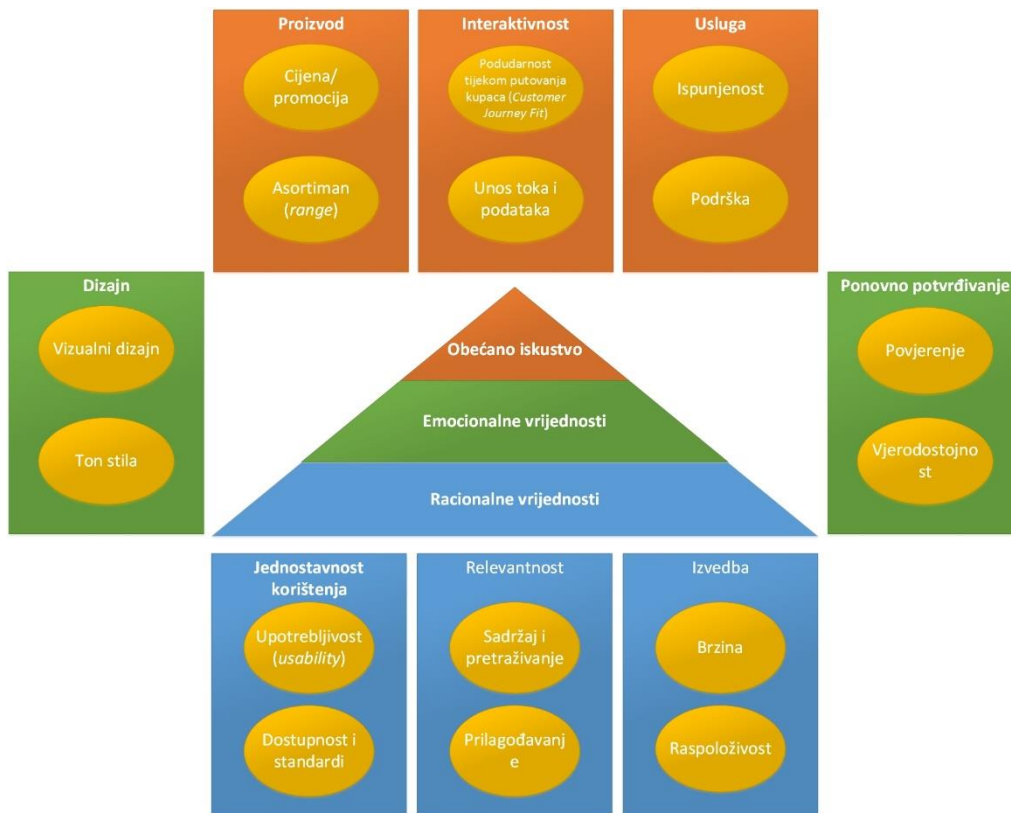 Proizvod
Cijena/
promocija
Asortiman
(range)
Interaktivnost
Podudarnost
tijekom putovanja
kupaca (Customer
Journey Fit)
Unos toka i
podataka
Usluga
Ispunjenost
Podrška
Dizajn
Vizualni dizajn
Ton stila
Obećano iskustvo
Emocionalne vrijednosti
Racionalne vrijednosti
Ponovno potvrđivanje
Povjerenje
Vjerodostojno
st
Jednostavnost
korištenja
Upotrebljivost
(usability)
Dostupnost i
standardi
Relevantnost
Sadržaj i
pretraživanje
Prilagođavanj
e
Izvedba
Brzina
Raspoloživost